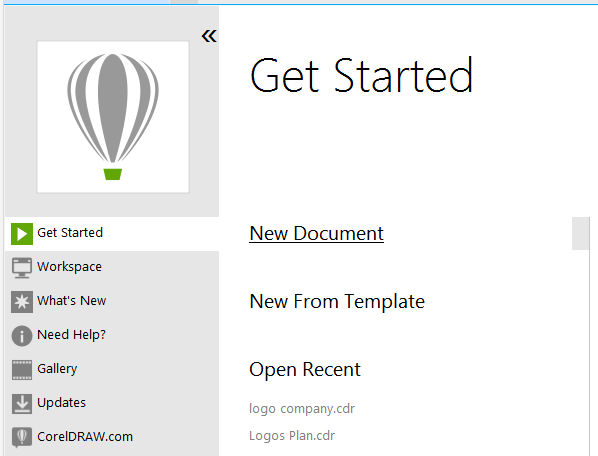 «
Get Started
Get Started
Workspace
What's New
Need Help?
Gallery
Updates
CorelDRAW.com
New Document
New From Template
Open Recent
logo company.cdr
Logos Plan.cdr